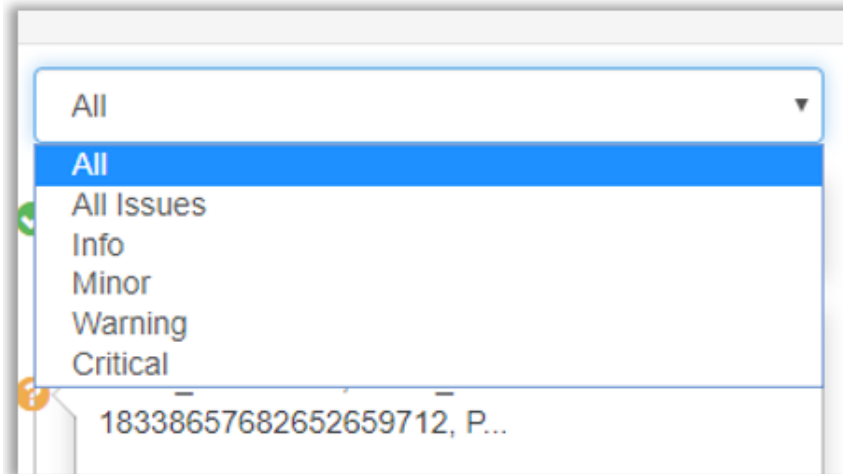 All
All
All Issues
Info
Minor
Warning
Critical
18338657682652659712, P...